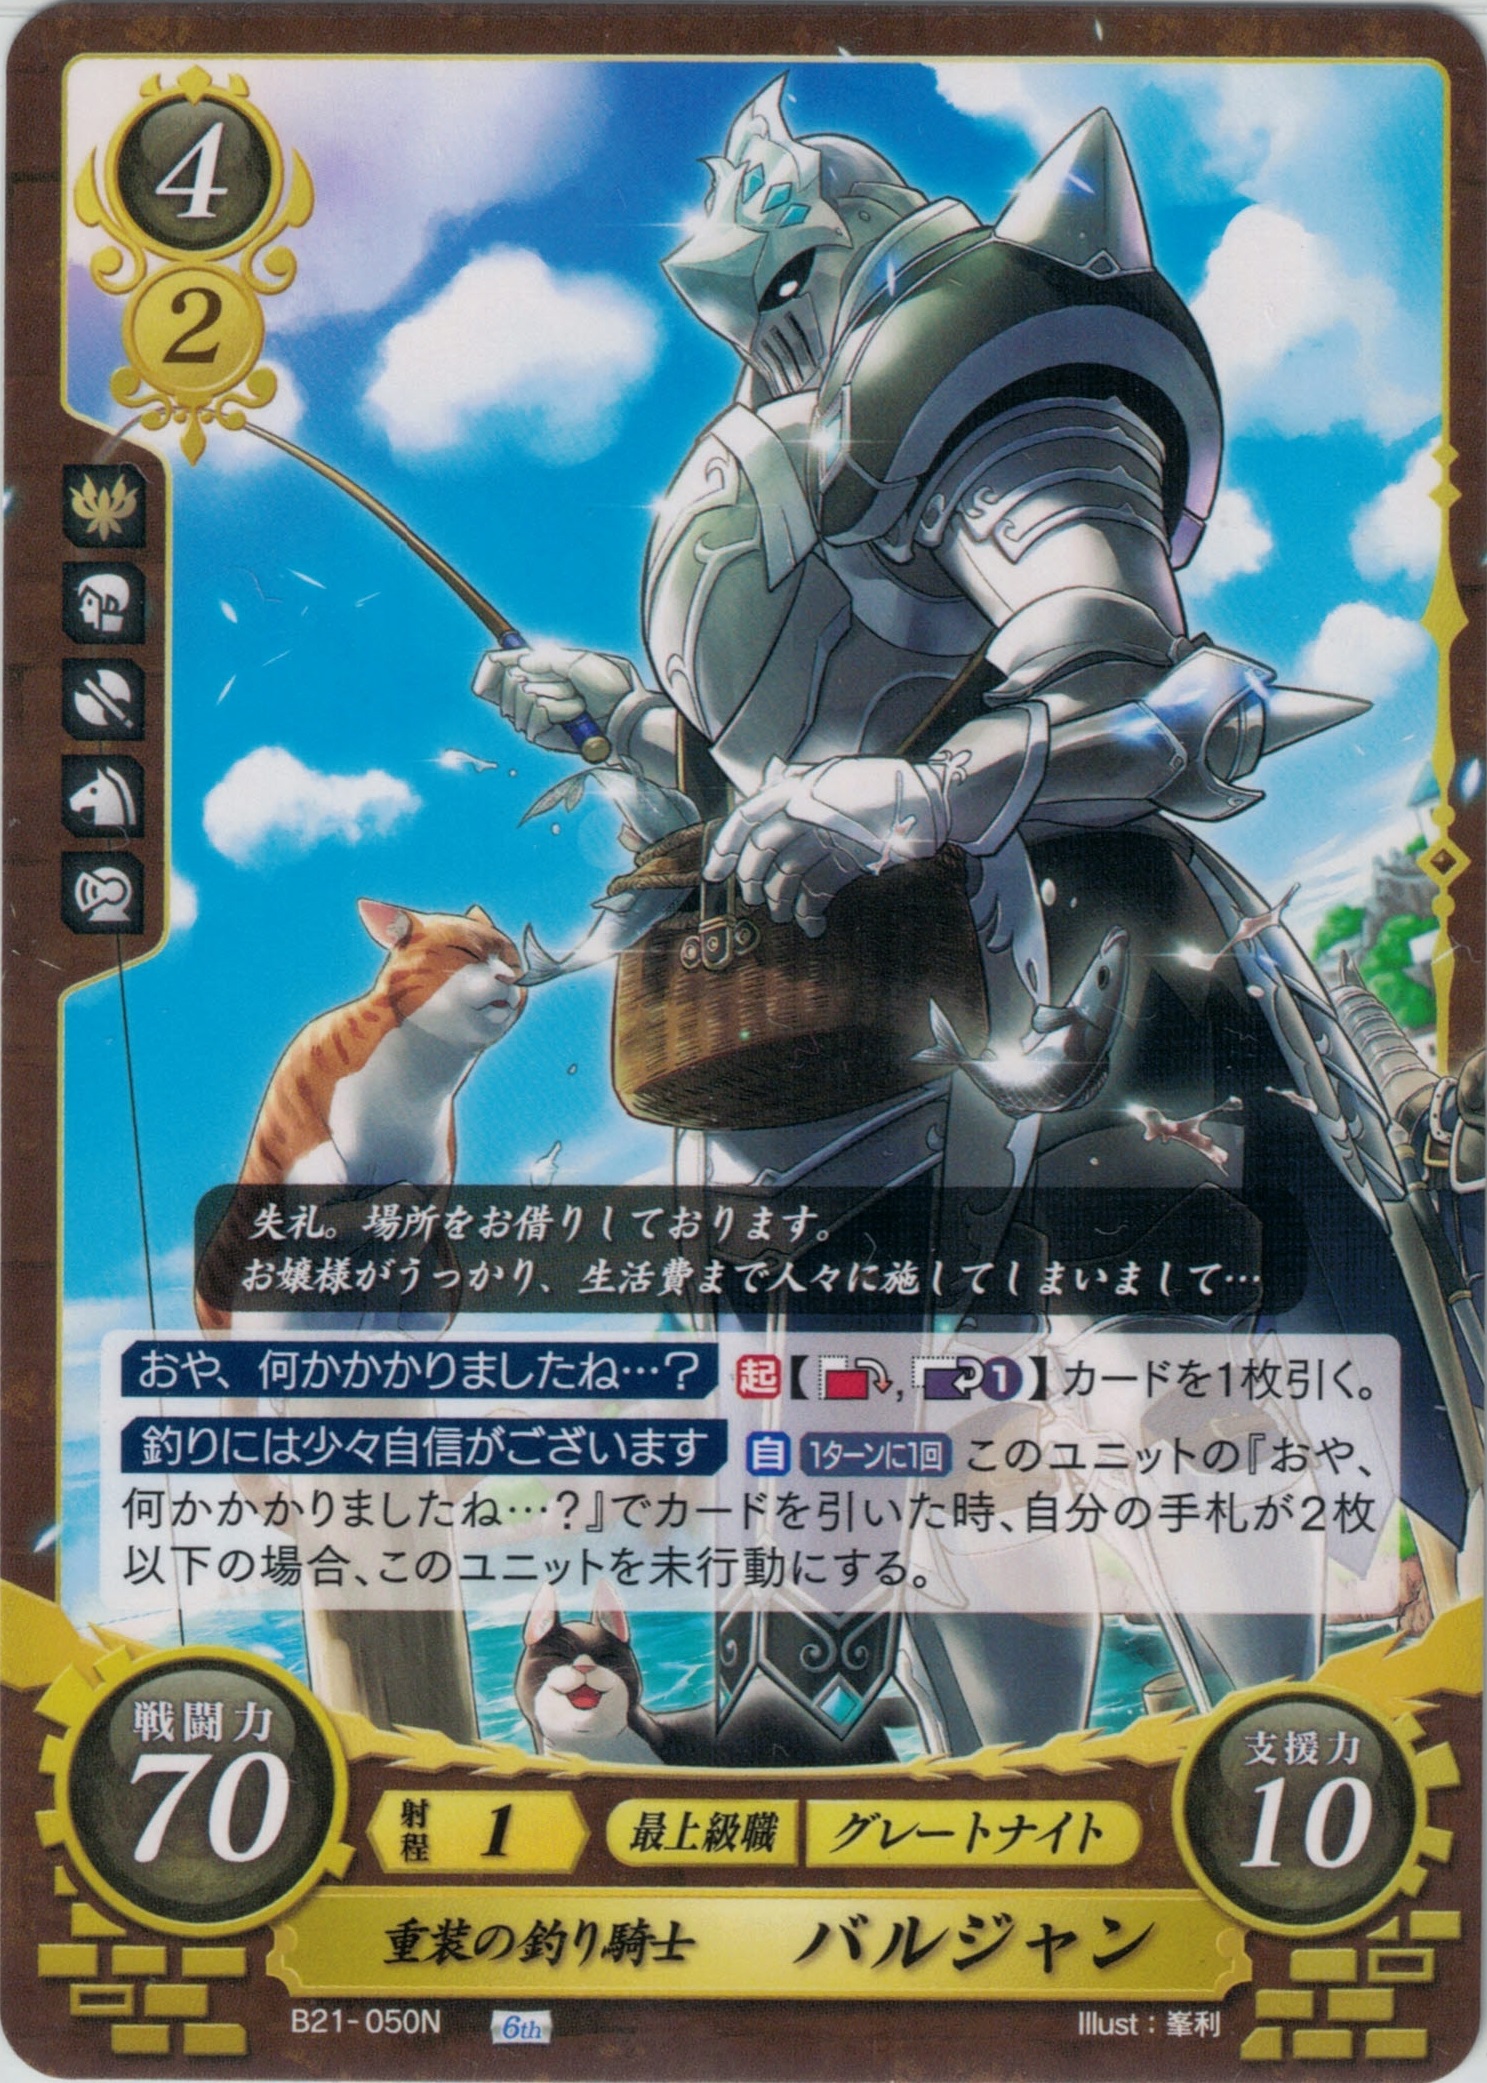 4
2
失礼。場所をお借りしております。
お嬢様がうっかり、生活費まで人々に施してしまいまして…
おや、何かかかりましたね…？ 起【 , 1】カードを1枚引く。
釣りには少々自信がございます 自 1ターンに1回 このユニットの『おや、
何かかかりましたね…？』でカードを引いた時、自分の手札が2枚
以下の場合、このユニットを未行動にする。
戦闘力
70
射程 1
最上級職 グレートナイト
支援力
10
重装の釣り騎士 バルジャン
B21-050N 6th Illust：峯利